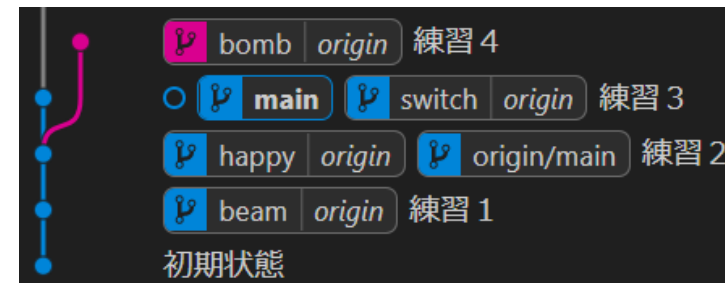 bomb origin 練習４
main switch origin 練習３
happy origin origin/main 練習２
beam origin 練習１
初期状態